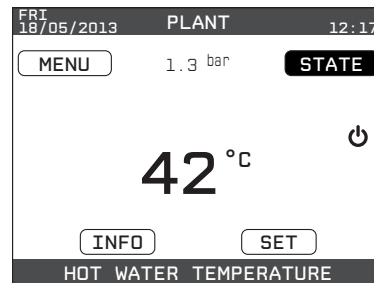 FRI
18/05/2013 PLANT 12:17
MENU 1.3 bar STATE
42 °C
INFO SET
HOT WATER TEMPERATURE